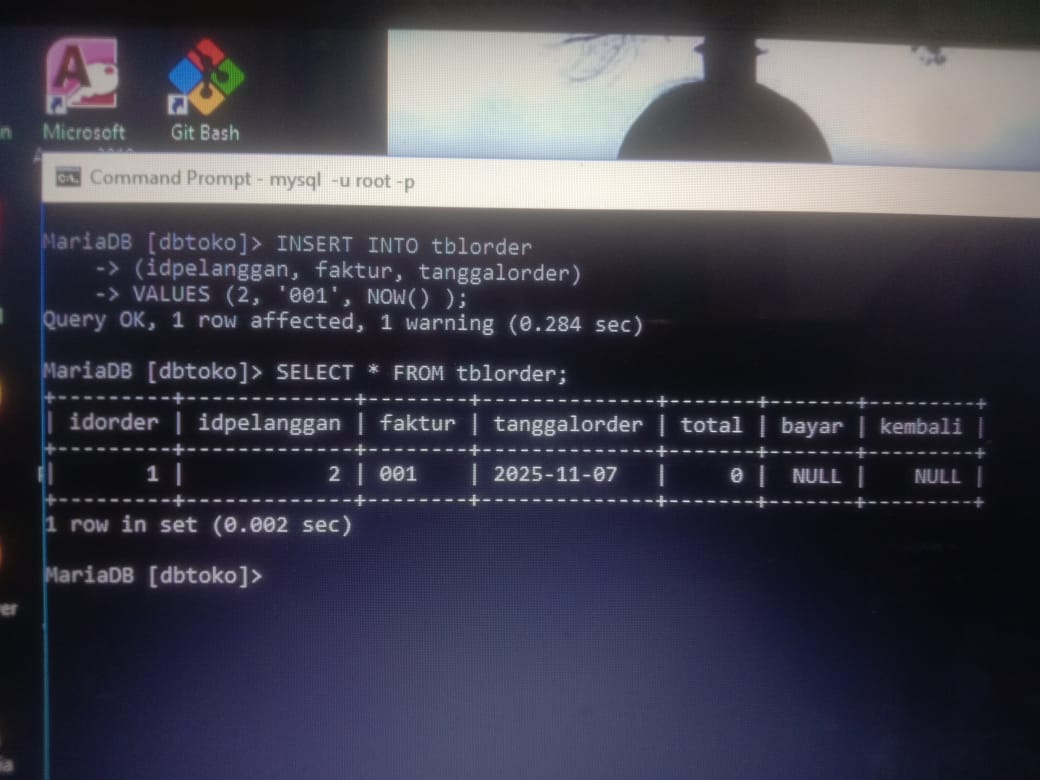 Microsoft
Git Bash
Command Prompt - mysql  -u root -p
MariaDB [dbtoko]> INSERT INTO tblorder
    -> (idpelanggan, faktur, tanggalorder)
    -> VALUES (2, '001', NOW() );
Query OK, 1 row affected, 1 warning (0.284 sec)
MariaDB [dbtoko]> SELECT * FROM tblorder;
+---------+-------------+--------+--------------+-------+-------+---------+
| idorder | idpelanggan | faktur | tanggalorder | total | bayar | kembali |
+---------+-------------+--------+--------------+-------+-------+---------+
|       1 |           2 | 001    | 2025-11-07   |     0 |  NULL |    NULL |
+---------+-------------+--------+--------------+-------+-------+---------+
1 row in set (0.002 sec)
MariaDB [dbtoko]>